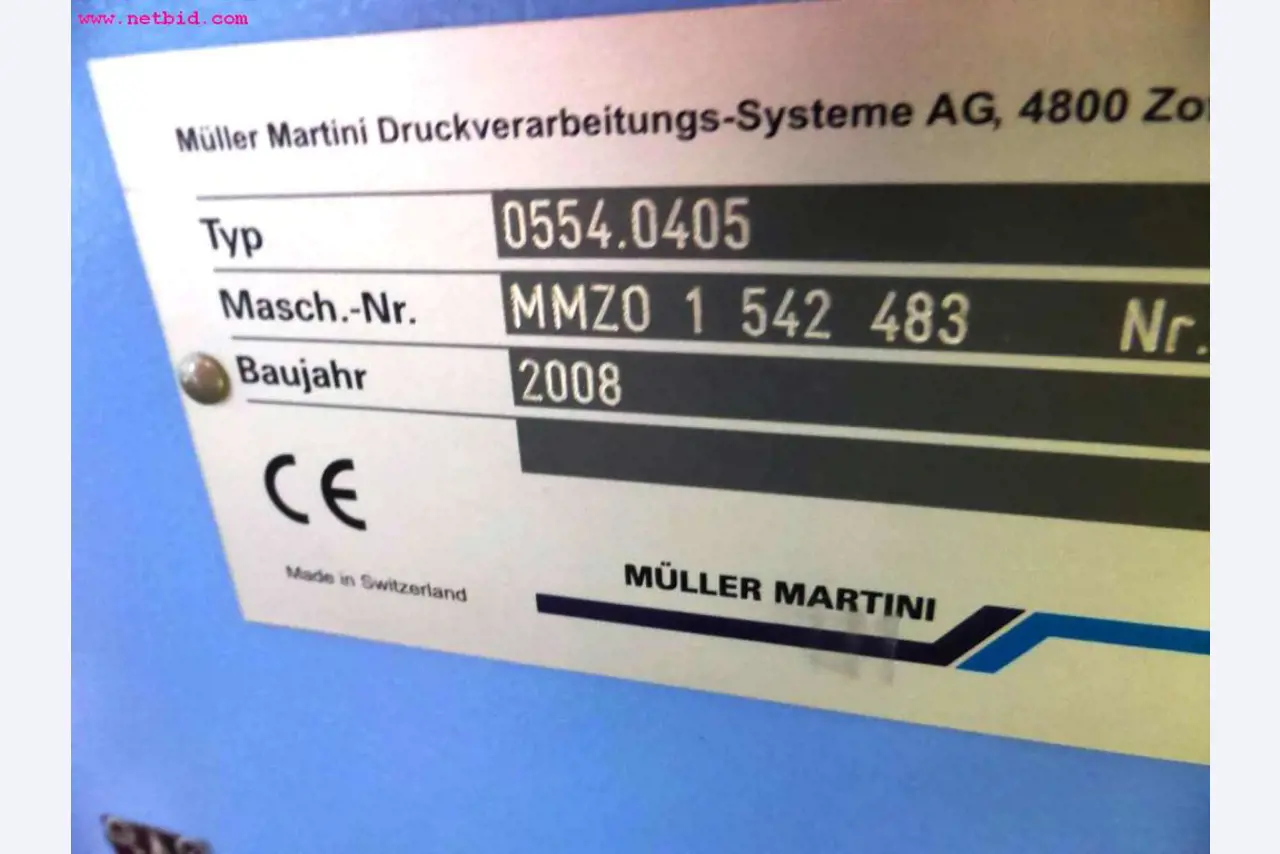 www.netbid.com
Müller Martini Druckverarbeitungs-Systeme AG, 4800
Typ 0554.0405
Masch.-Nr. MMZO 1 542 483 Nr.
Baujahr 2008
CE
Made in Switzerland
MÜLLER MARTINI